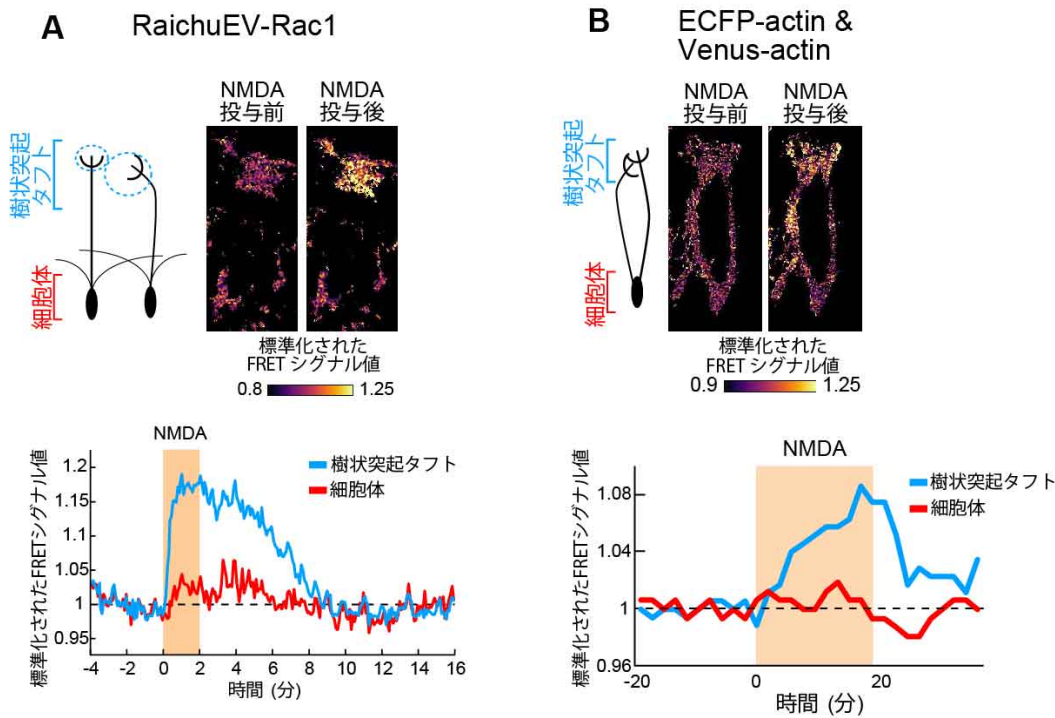 A
RaichuEV-Rac1
NMDA
投与前
NMDA
投与後
樹状突起
タフト
細胞体
標準化された
FRETシグナル値
0.8
1.25
NMDA
標準化されたFRETシグナル値
1.2
1.15
1.1
1.05
1
0.95
樹状突起タフト
細胞体
-4
-2
0
2
4
6
8
10
12
14
16
時間 (分)
B
ECFP-actin &
Venus-actin
NMDA
投与前
NMDA
投与後
樹状突起
タフト
細胞体
標準化された
FRETシグナル値
0.9
1.25
NMDA
標準化されたFRETシグナル値
1.08
1.04
1
0.96
樹状突起タフト
細胞体
-20
0
20
時間 (分)